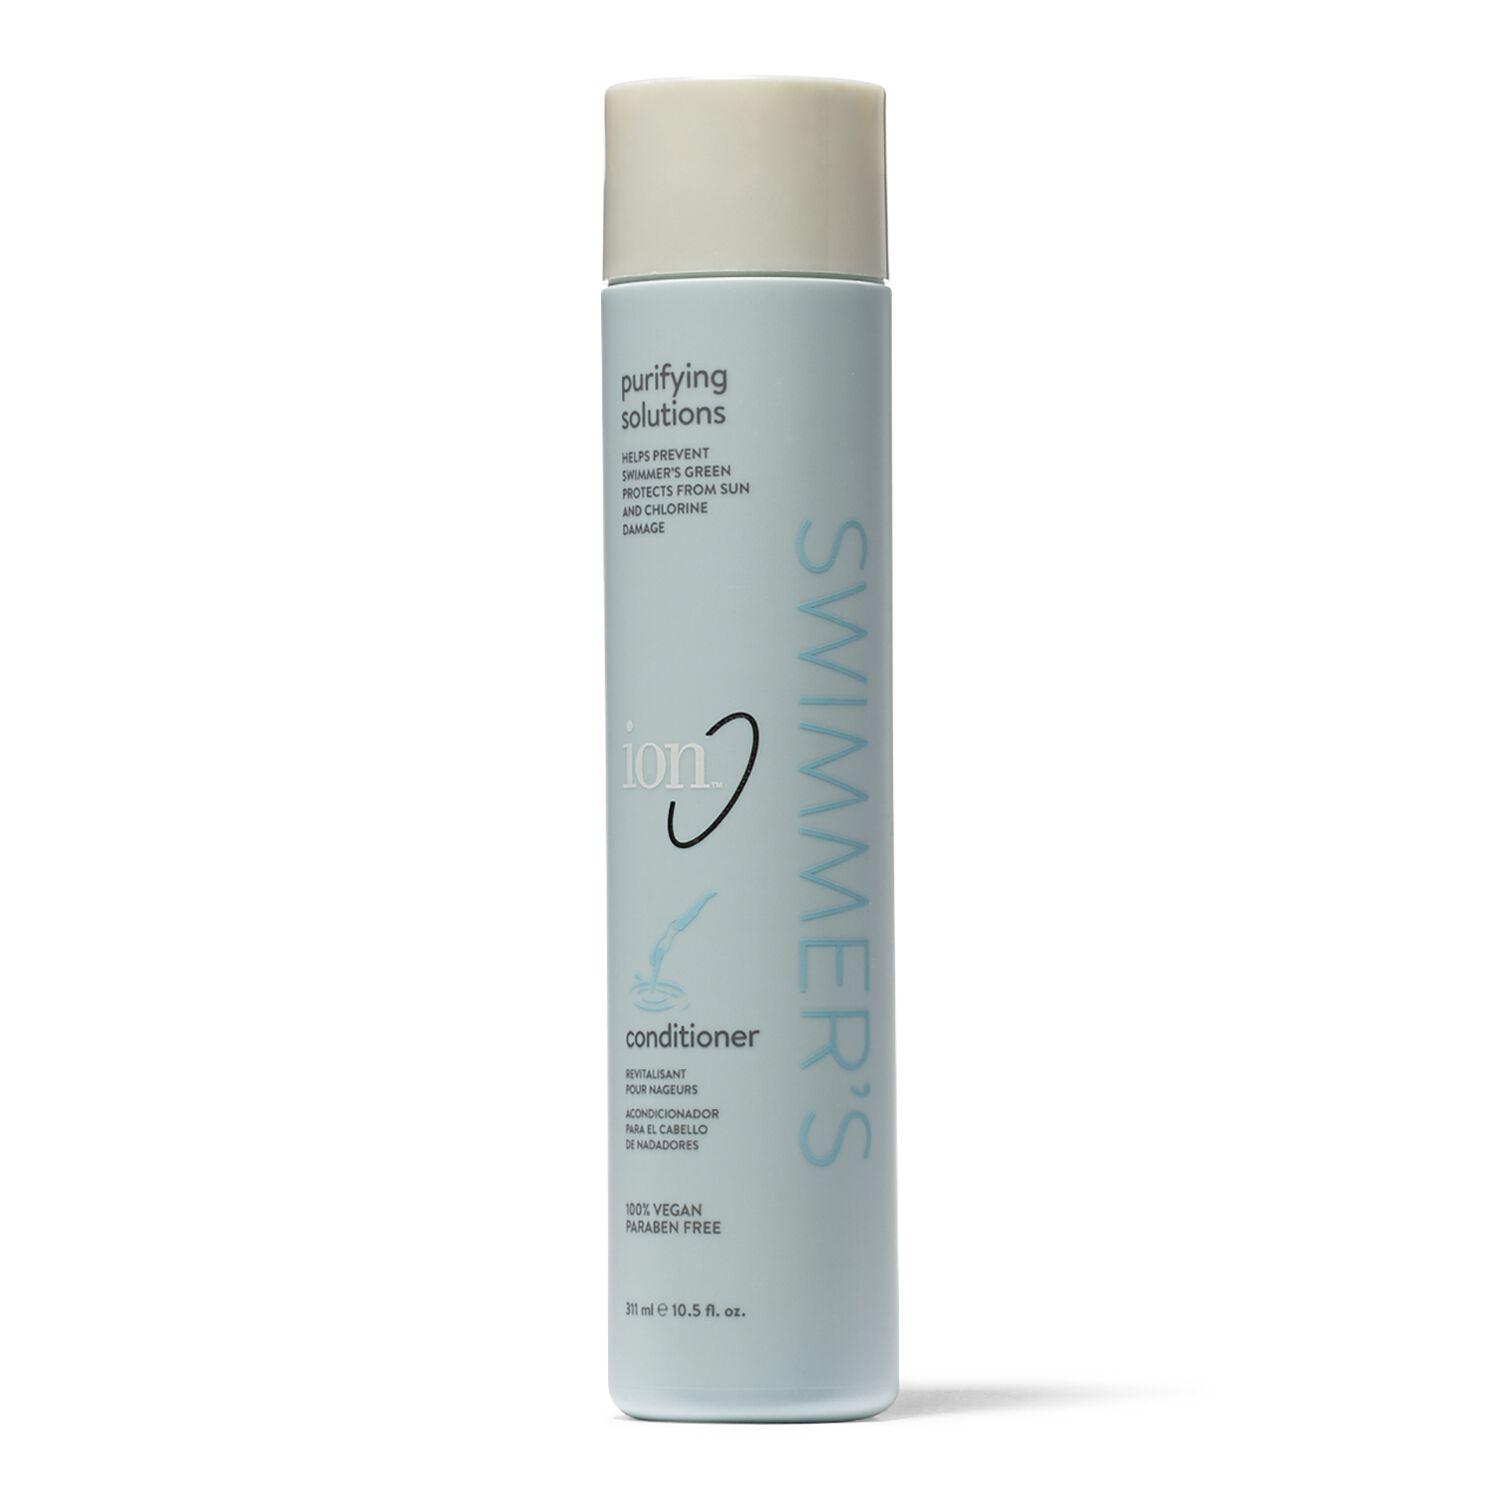 purifying
solutions
HELPS PREVENT
SWIMMER'S GREEN
PROTECTS FROM SUN
AND CHLORINE
DAMAGE
SWIMMER'S
ion™
conditioner
REVITALISANT
POUR NAGEURS
ACONDICIONADOR
PARA EL CABELLO
DE NADADORES
100% VEGAN
PARABEN FREE
311 ml ℮ 10.5 fl. oz.